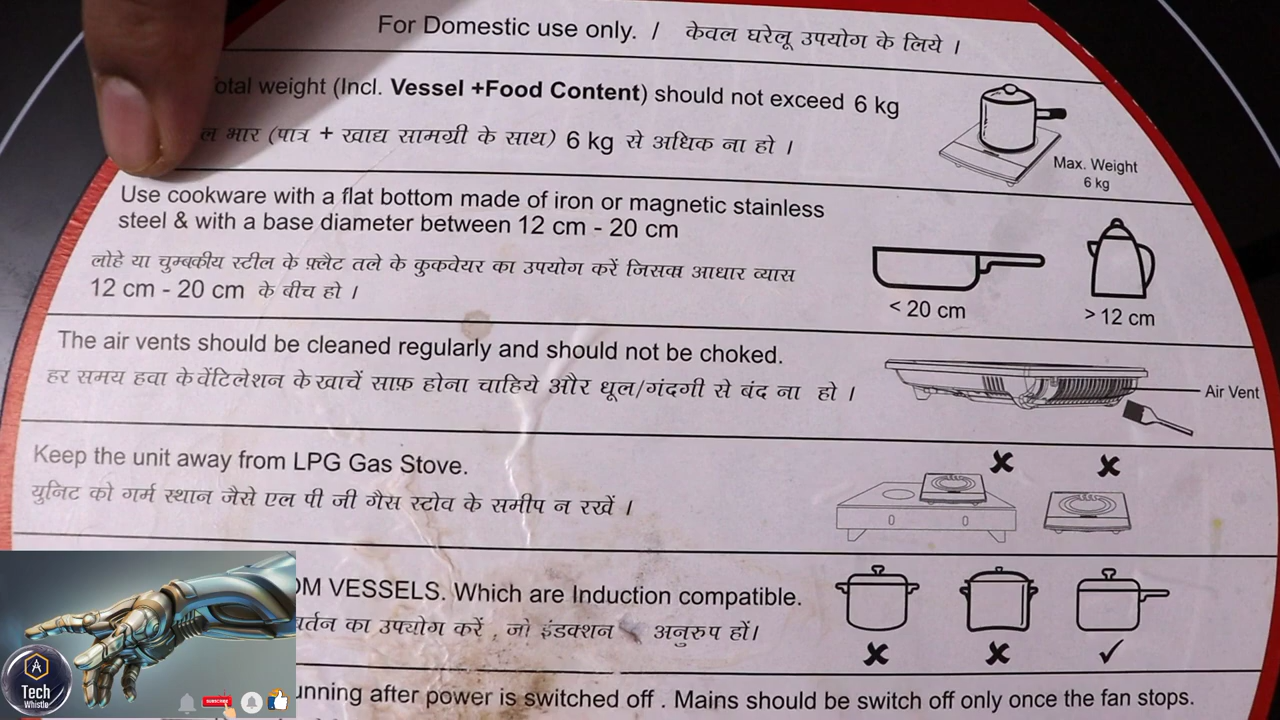 For Domestic use only. / केवल घरेलू उपयोग के लिये ।
weight (Incl. Vessel +Food Content) should not exceed 6 kg
भार (पात्र + खाद्य सामग्री के साथ) 6 kg से अधिक ना हो ।
Max. Weight
6 kg
Use cookware with a flat bottom made of iron or magnetic stainless
steel & with a base diameter between 12 cm - 20 cm
लोहे या चुम्बकीय स्टील के फ़्लैट तले के कुकवेयर का उपयोग करें जिसका आधार व्यास
12 cm - 20 cm के बीच हो ।
< 20 cm
> 12 cm
The air vents should be cleaned regularly and should not be choked.
हर समय हवा के वेंटिलेशन के खाचें साफ़ होना चाहिये और धूल/गंदगी से बंद ना हो ।
Air Vent
Keep the unit away from LPG Gas Stove.
युनिट को गर्म स्थान जैसे एल पी जी गैस स्टोव के समीप न रखें ।
VESSELS. Which are Induction compatible.
का उपयोग करें , जो इंडक्शन अनुरुप हों।
after power is switched off . Mains should be switch off only once the fan stops.
Tech
Whistle
SUBSCRIBE